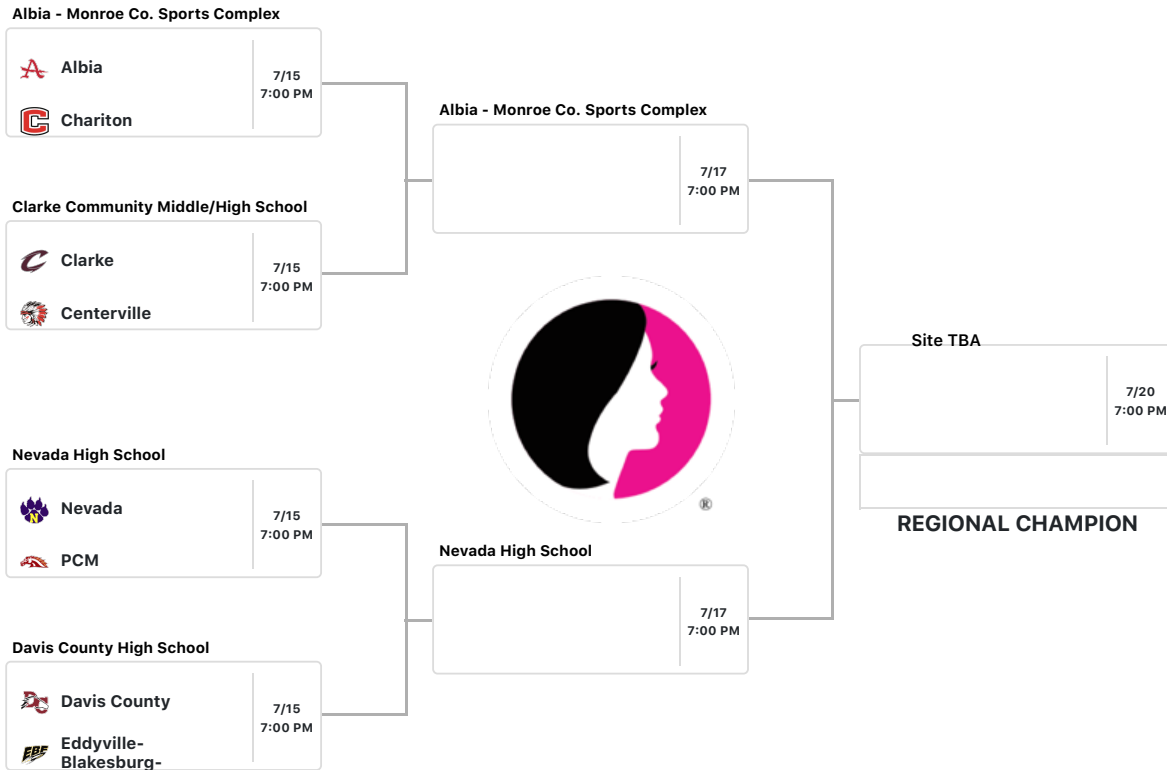 Albia - Monroe Co. Sports Complex
Albia
7/15
7:00 PM
Chariton
Clarke Community Middle/High School
Clarke
7/15
7:00 PM
Centerville
Albia - Monroe Co. Sports Complex
7/17
7:00 PM
Site TBA
7/20
7:00 PM
REGIONAL CHAMPION
®
Nevada High School
N
Nevada
7/15
7:00 PM
PCM
Nevada High School
7/17
7:00 PM
Davis County High School
DC
Davis County
7/15
7:00 PM
EBF
Eddyville-
Blakesburg-